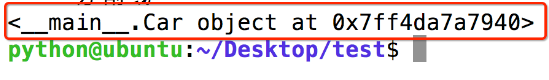 <__main__.Car object at 0x7ff4da7a7940>
python@ubuntu:~/Desktop/test$